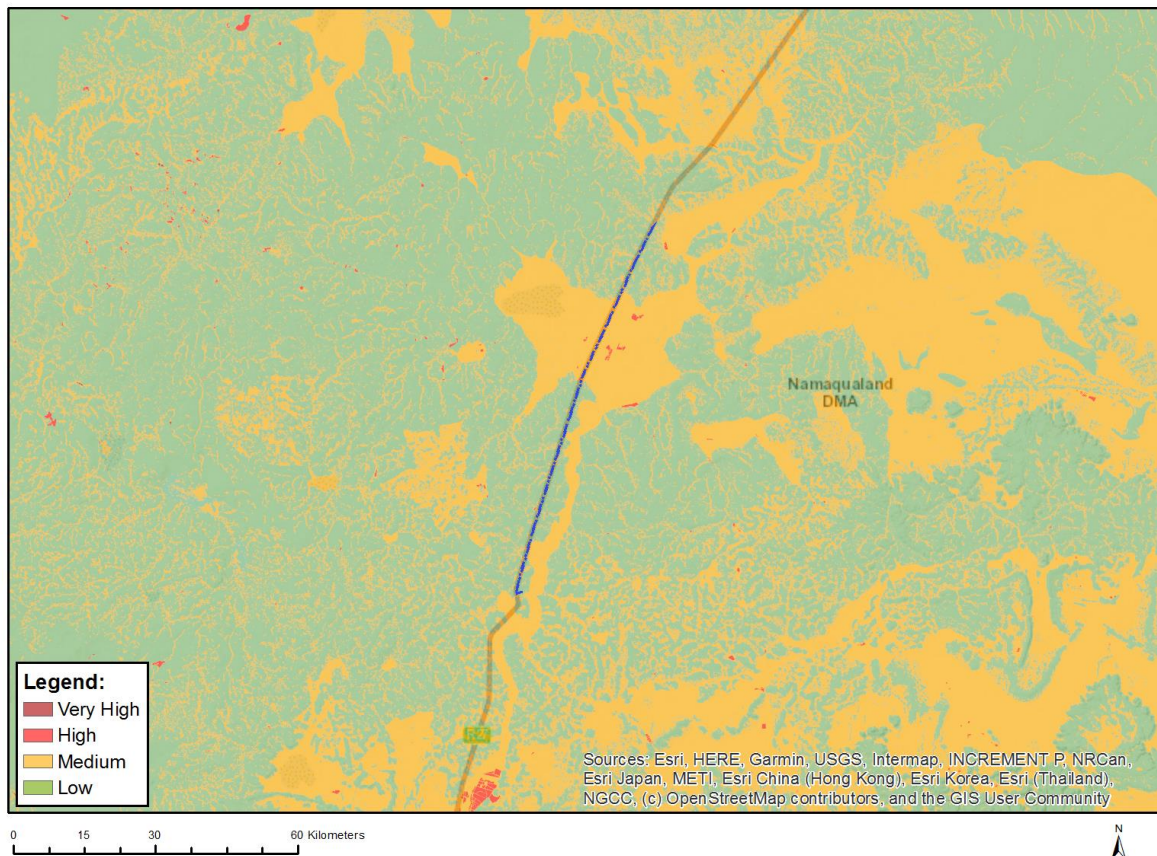 Namaqualand
DMA
Legend:
Very High
High
Medium
Low
R27
Sources: Esri, HERE, Garmin, USGS, Intermap, INCREMENT P, NRCan,
Esri Japan, METI, Esri China (Hong Kong), Esri Korea, Esri (Thailand),
NGCC, (c) OpenStreetMap contributors, and the GIS User Community
0 15 30 60 Kilometers
N